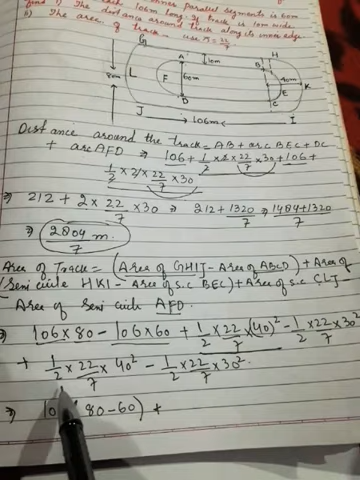 find i) The distance around the track along its inner edge
ii) The area of track. use π = 22/7
G
H
A
10m
B
L
80m
F
60m
40m
K
E
D
C
J
106m
I
Distance around the track = AB + arc BEC + DC
+ arc AFD ⇒ 106 + 1/2 × 2 × 22/7 × 30 + 106 +
1/2 × 2 × 22/7 × 30
⇒ 212 + 2 × 22/7 × 30 ⇒ 212 + 1320/7 ⇒ 1484+1320/7
⇒ 2804/7 m.
Area of Track = (Area of GHIJ - Area of ABCD) + Area of
Semi circle HKI - Area of S.C BEC) + Area of S.C GLJ -
Area of Semi circle AFD.
⇒ 106 × 80 - 106 × 60 + 1/2 × 22/7 × (40)² - 1/2 × 22/7 × 30²
+ 1/2 × 22/7 × 40² - 1/2 × 22/7 × 30².
⇒ 80 - 60) +